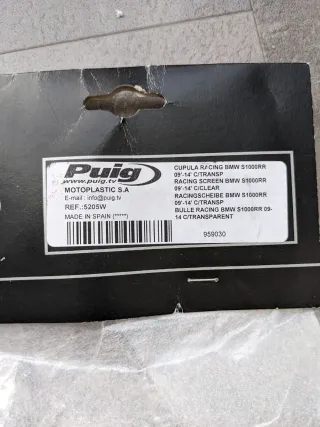 Puig
www.puig.tv
MOTOPLASTIC S.A
E-mail : info@puig.tv
REF.:5205W
MADE IN SPAIN (*****)
CUPULA RACING BMW S1000RR
09'-14' C/TRANSP
RACING SCREEN BMW S1000RR
09'-14' C/CLEAR
RACINGSCHEIBE BMW S1000RR
09'-14' C/TRANSP
BULLE RACING BMW S1000RR 09-
14 C/TRANSPARENT
959030